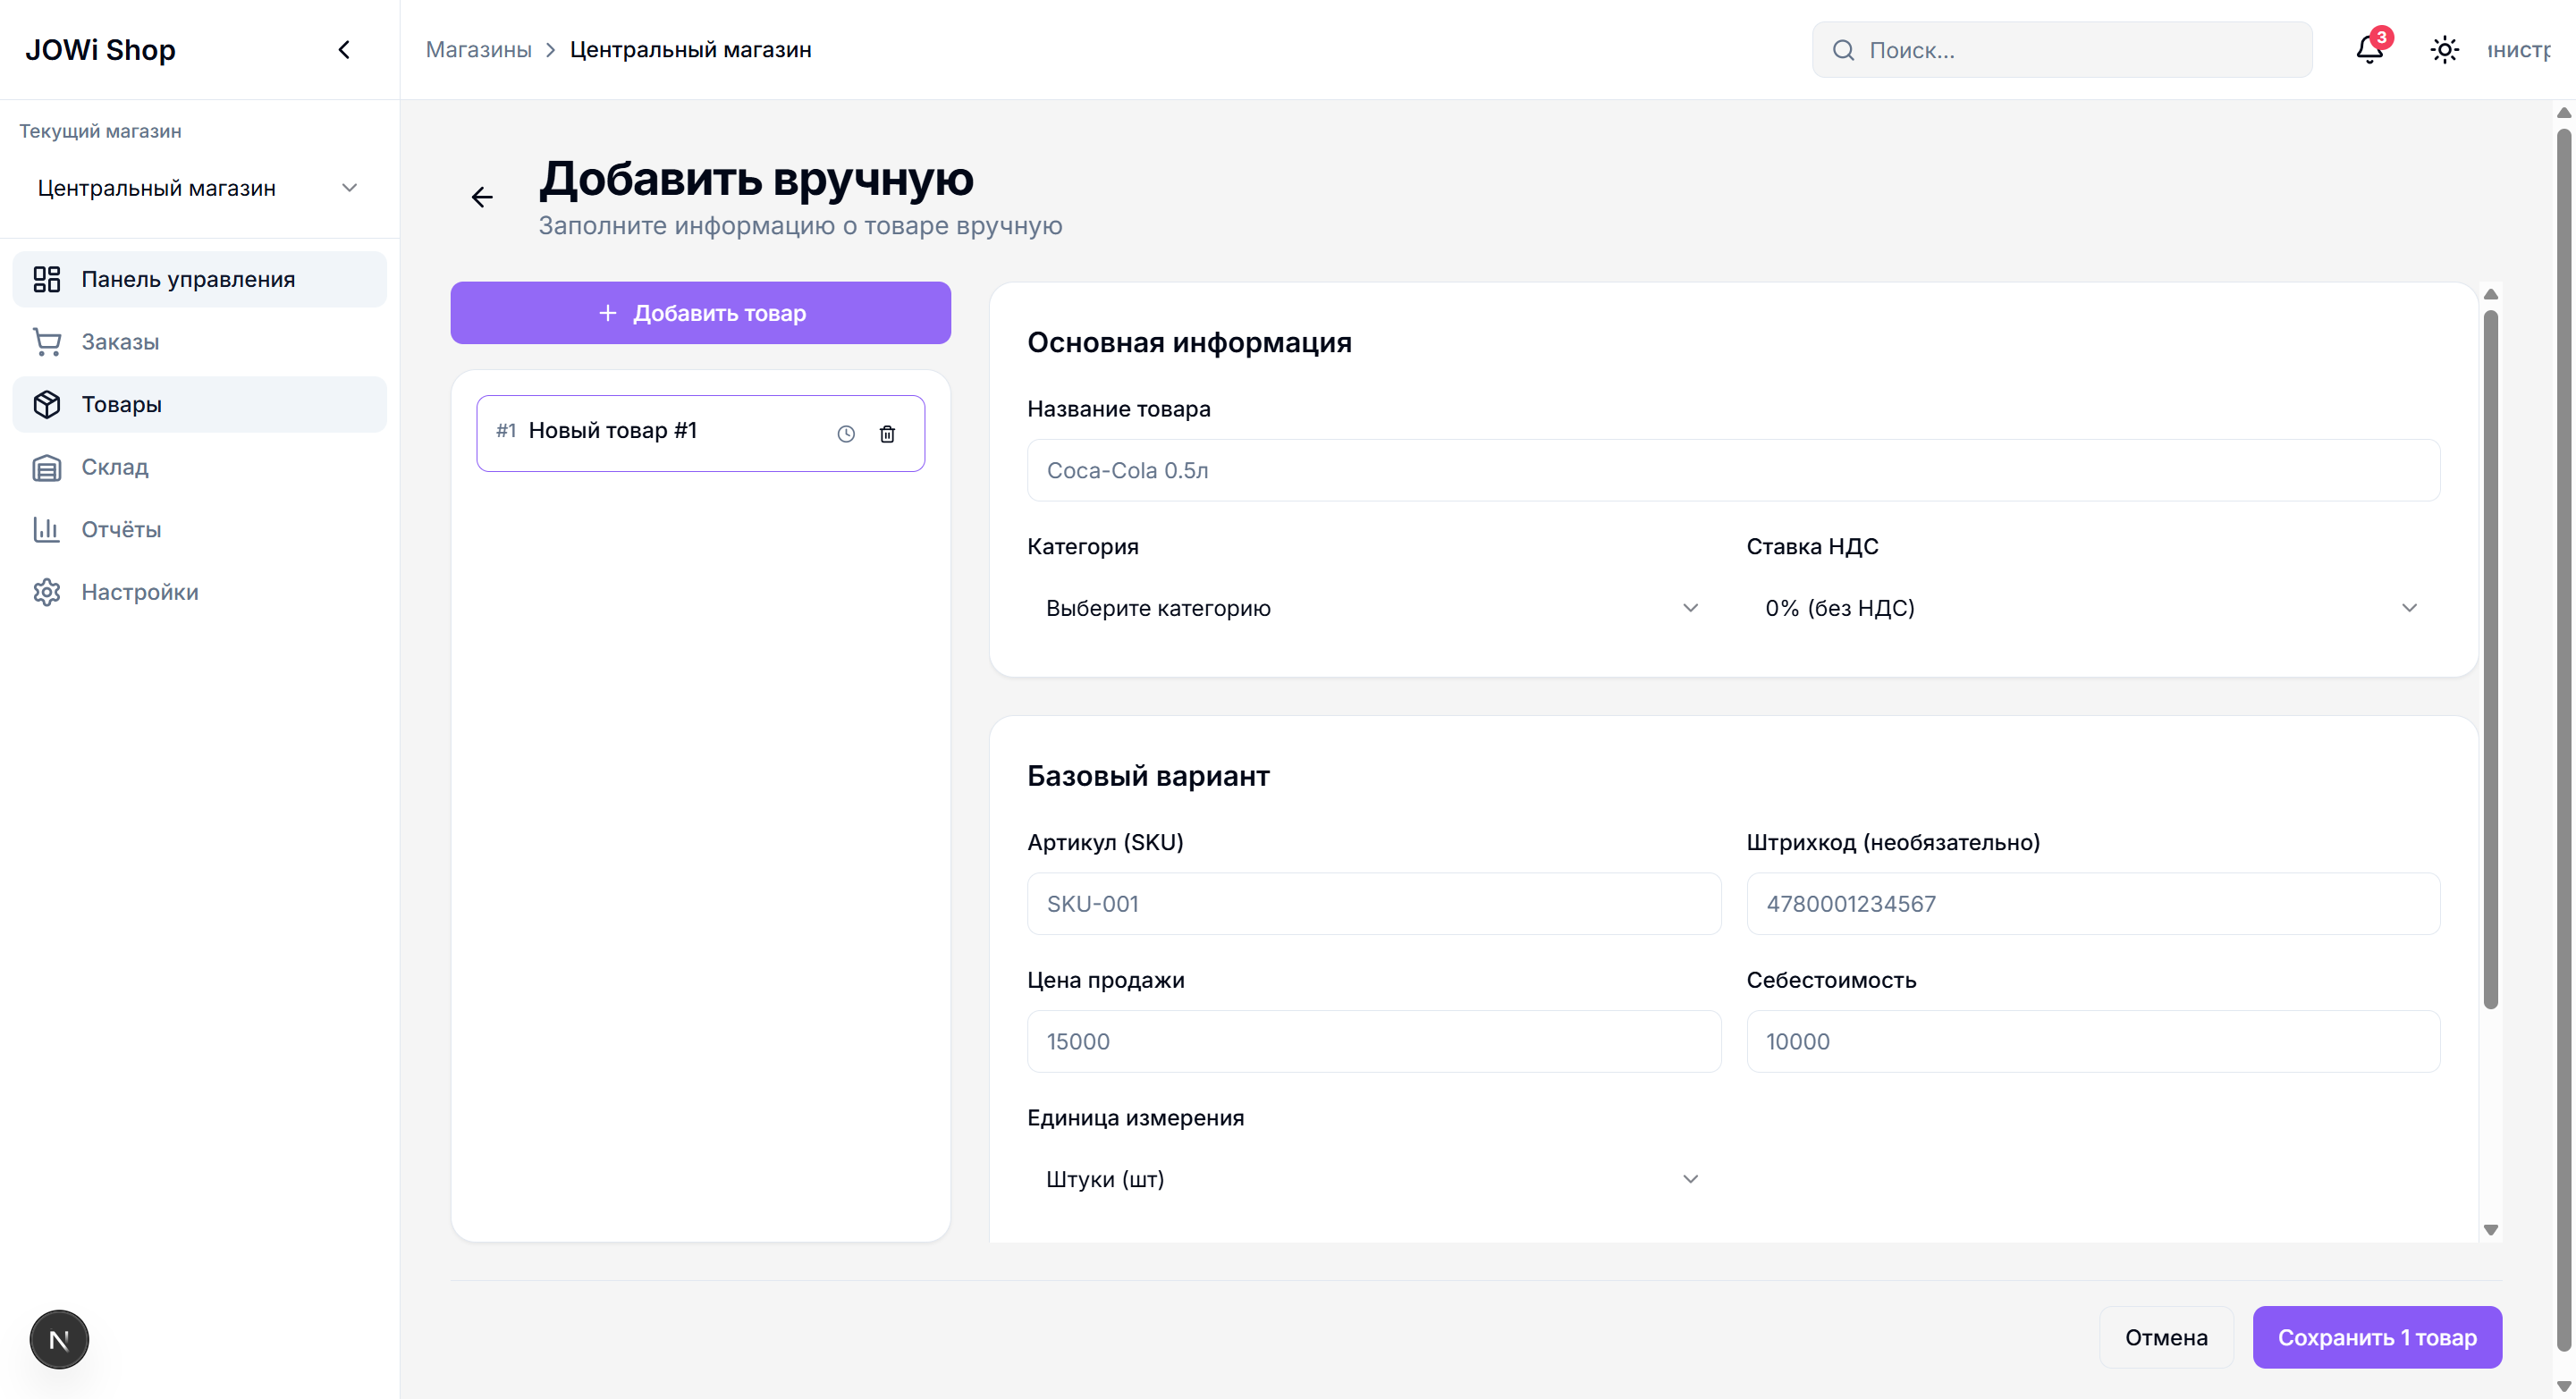 JOWi Shop
Магазины > Центральный магазин
Поиск...
3
Текущий магазин
Центральный магазин
Панель управления
Заказы
Товары
Склад
Отчёты
Настройки
Добавить вручную
Заполните информацию о товаре вручную
+ Добавить товар
#1 Новый товар #1
Основная информация
Название товара
Coca-Cola 0.5л
Категория
Ставка НДС
Выберите категорию
0% (без НДС)
Базовый вариант
Артикул (SKU)
Штрихкод (необязательно)
SKU-001
4780001234567
Цена продажи
Себестоимость
15000
10000
Единица измерения
Штуки (шт)
N
Отмена
Сохранить 1 товар